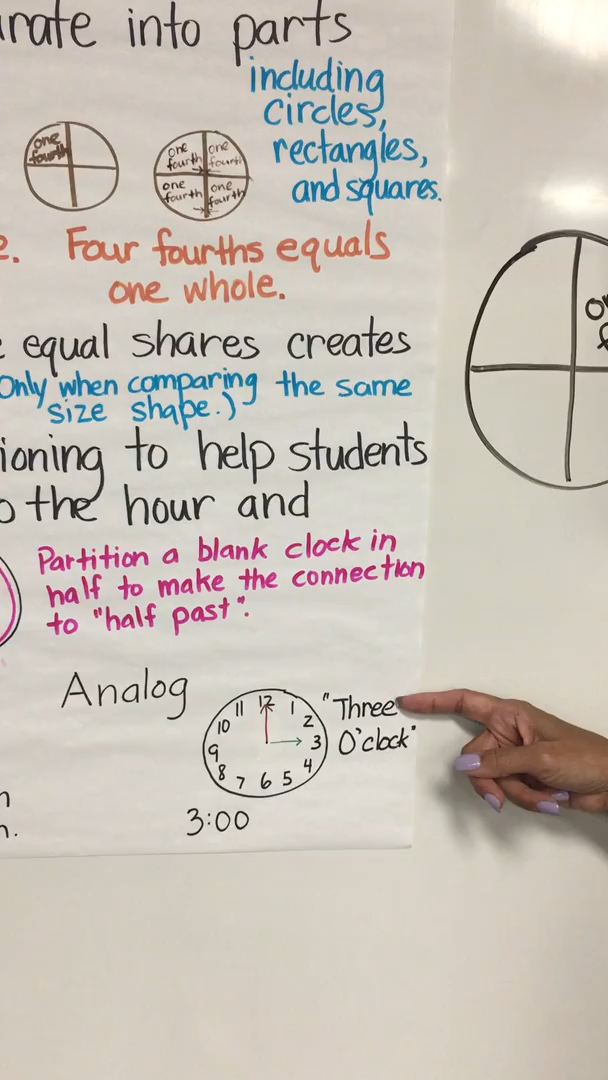 into parts
including
circles,
rectangles,
and squares.
one
fourth
one one
fourth fourth
one one
fourth fourth
Four fourths equals
one whole.
equal shares creates
Only when comparing the same
size shape.)
to help students
the hour and
Partition a blank clock in
half to make the connection
to "half past".
Analog
12
11 1
10 2
9 3
8 4
7 6 5
"Three
O'clock"
3:00